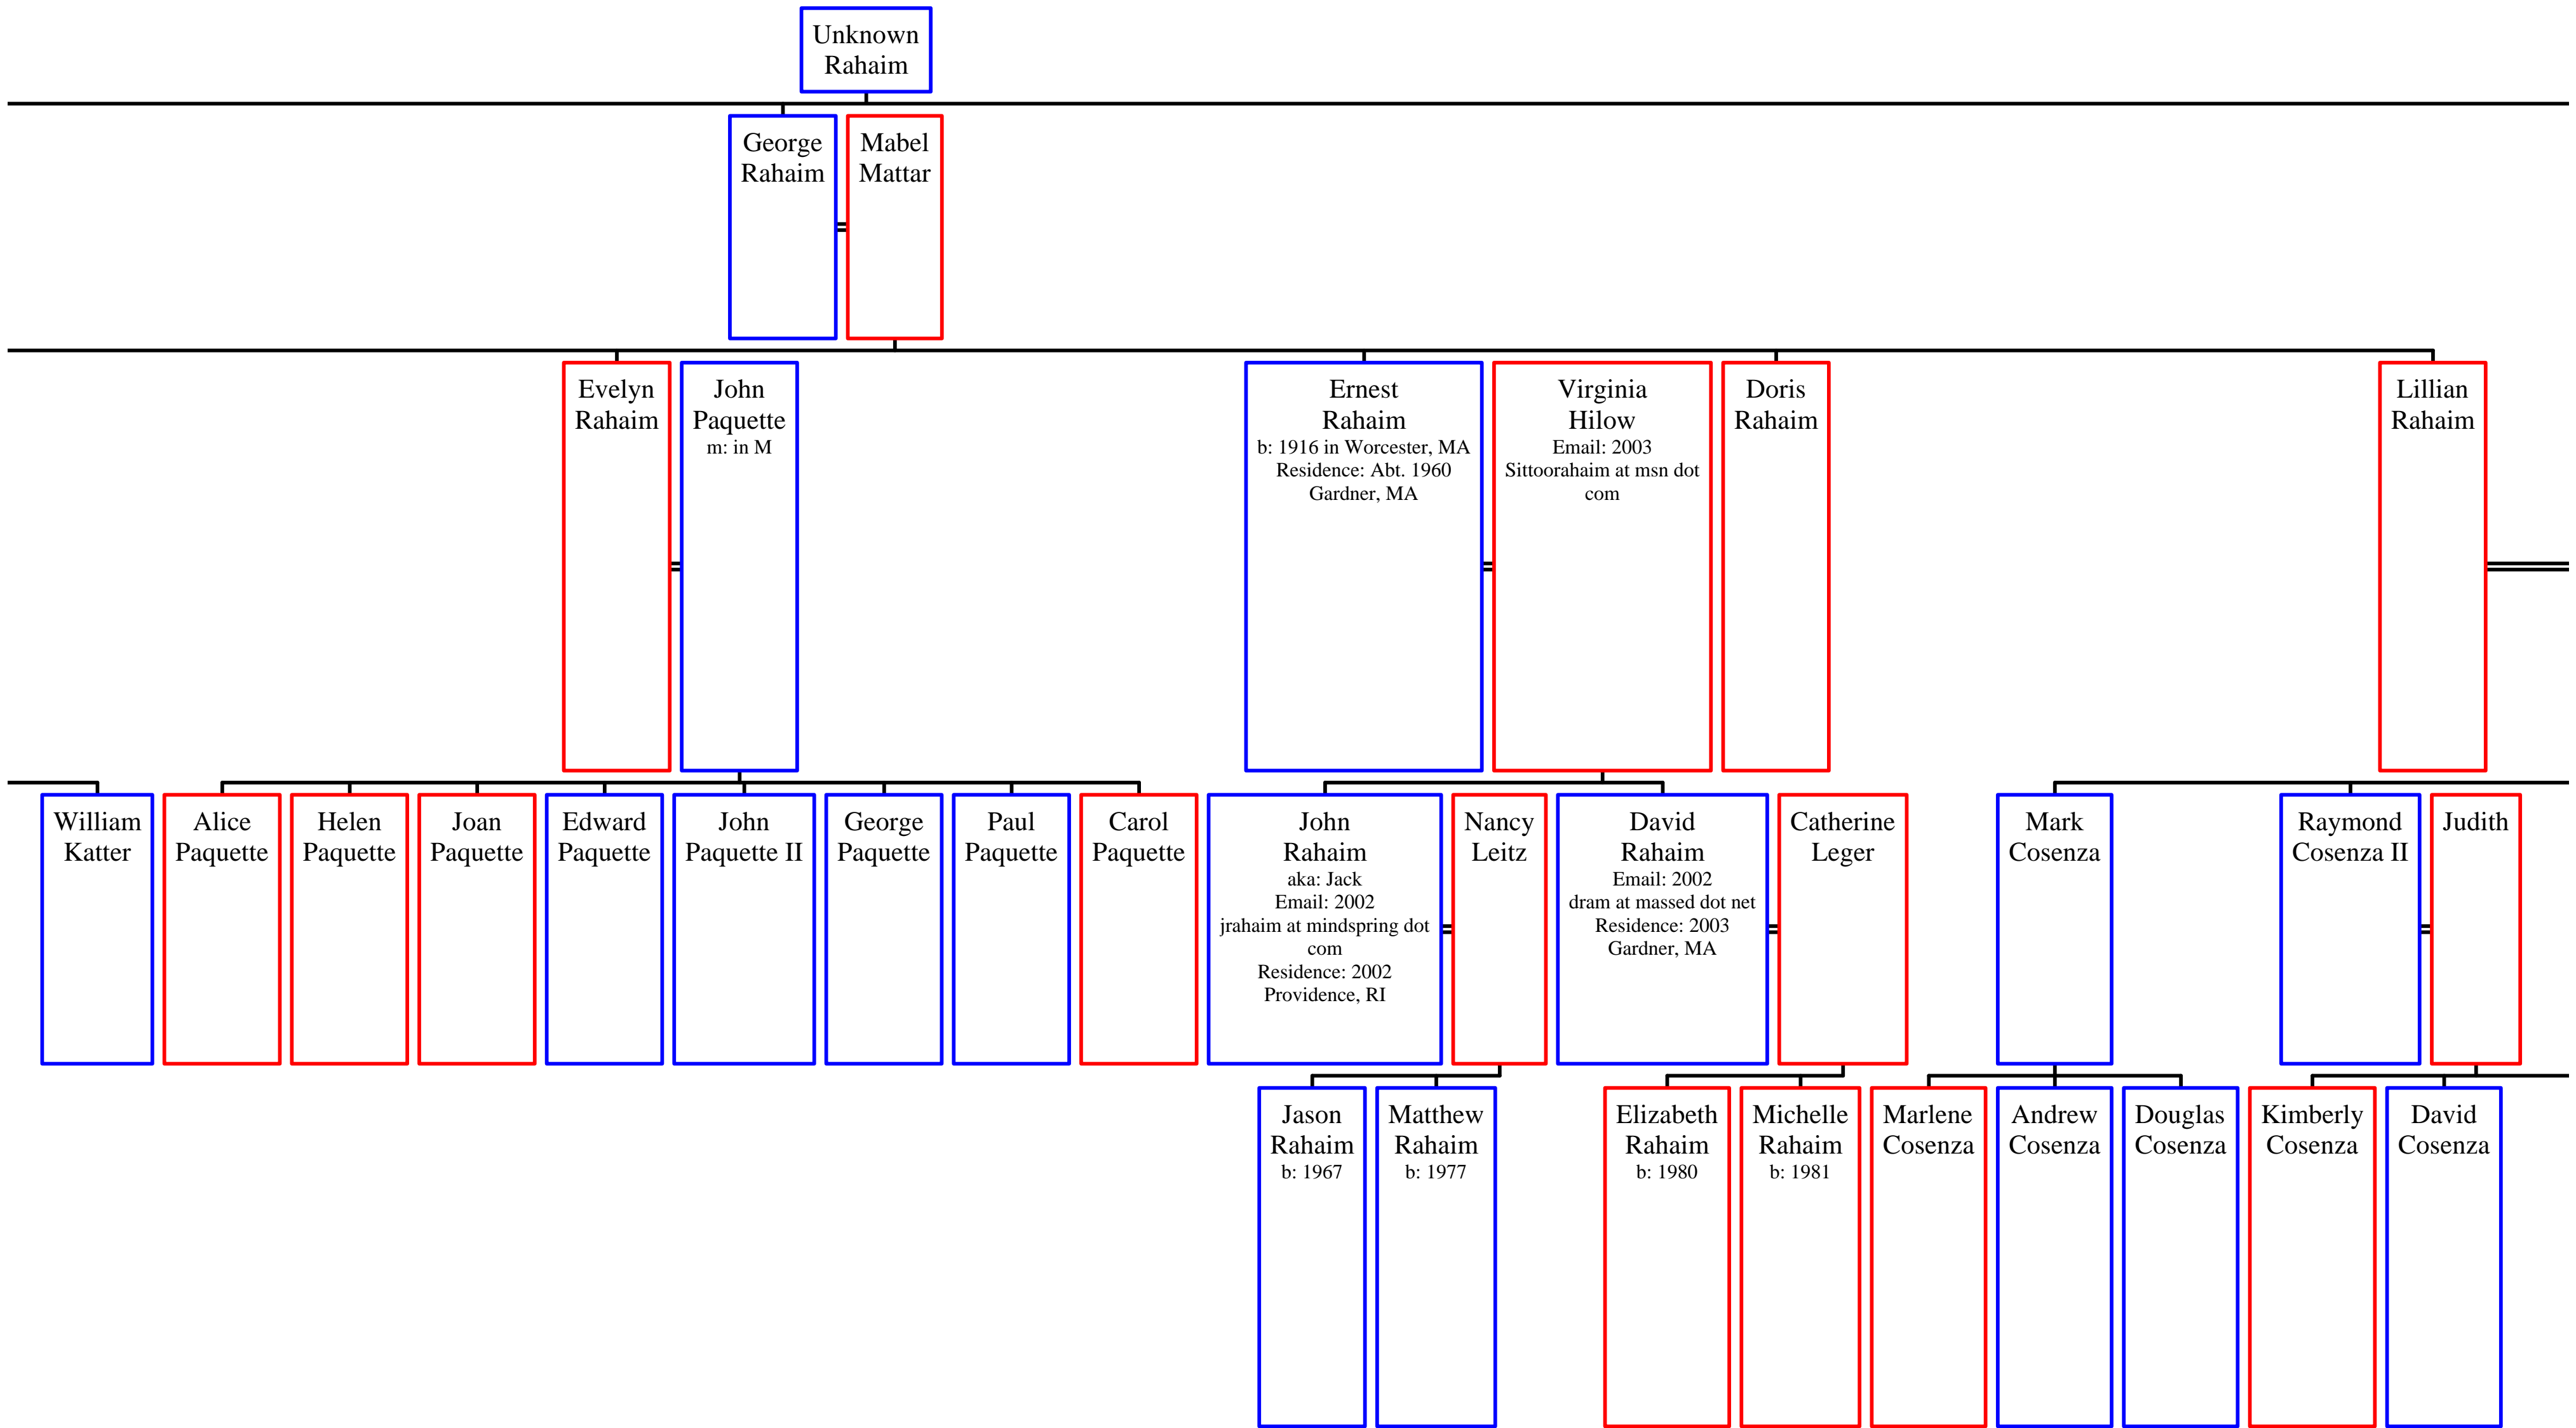 Unknown
Rahaim
George
Rahaim
Mabel
Mattar
Evelyn
Rahaim
John
Paquette
m: in M
Ernest
Rahaim
b: 1916 in Worcester, MA
Residence: Abt. 1960
Gardner, MA
Virginia
Hilow
Email: 2003
Sittoorahaim at msn dot
com
Doris
Rahaim
Lillian
Rahaim
William
Katter
Alice
Paquette
Helen
Paquette
Joan
Paquette
Edward
Paquette
John
Paquette II
George
Paquette
Paul
Paquette
Carol
Paquette
John
Rahaim
aka: Jack
Email: 2002
jrahaim at mindspring dot
com
Residence: 2002
Providence, RI
Nancy
Leitz
David
Rahaim
Email: 2002
dram at massed dot net
Residence: 2003
Gardner, MA
Catherine
Leger
Mark
Cosenza
Raymond
Cosenza II
Judith
Jason
Rahaim
b: 1967
Matthew
Rahaim
b: 1977
Elizabeth
Rahaim
b: 1980
Michelle
Rahaim
b: 1981
Marlene
Cosenza
Andrew
Cosenza
Douglas
Cosenza
Kimberly
Cosenza
David
Cosenza